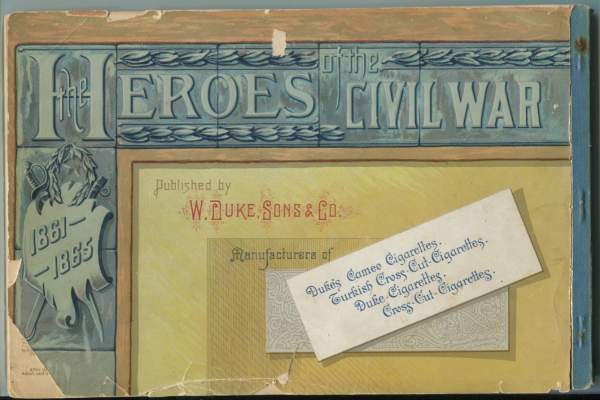 The HEROES of the CIVIL WAR
1861–
–1865
Published by
W. DUKE, SONS & CO.
Manufacturers of
Duke's Cameo Cigarettes.
Turkish Cross-Cut-Cigarettes.
Duke-Cigarettes.
Cross-Cut-Cigarettes.